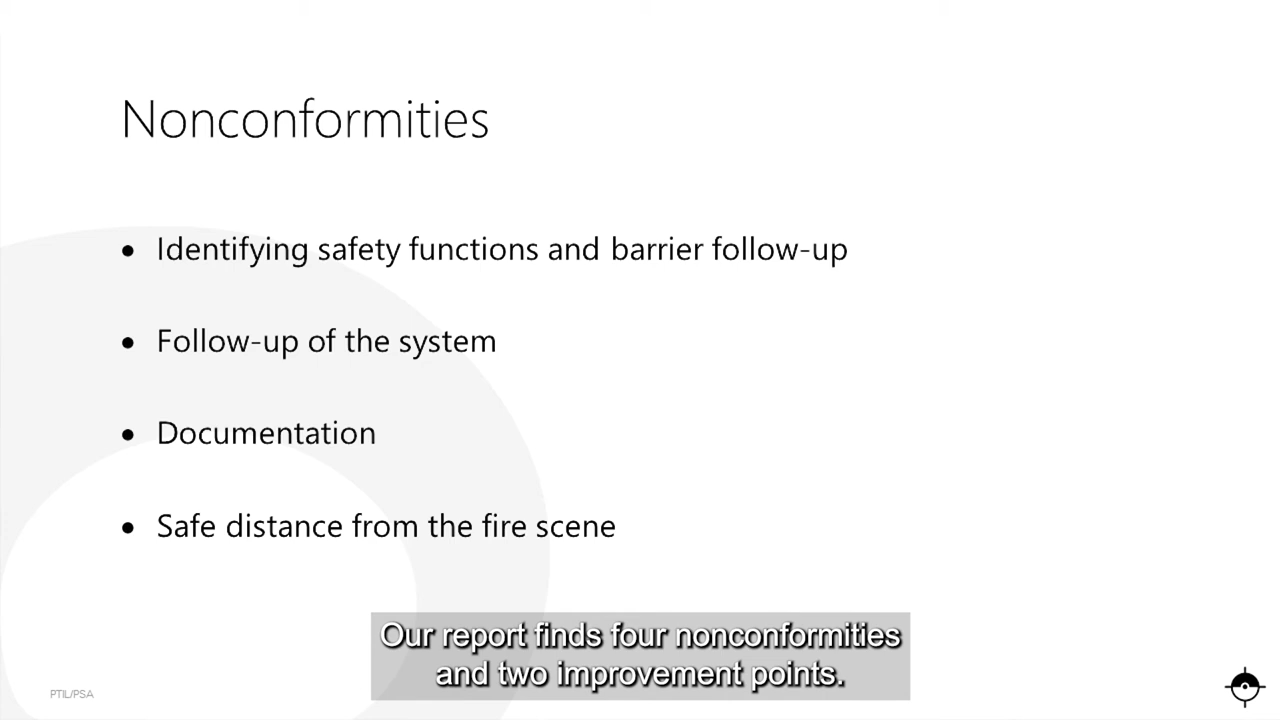 Nonconformities
• Identifying safety functions and barrier follow-up
• Follow-up of the system
• Documentation
• Safe distance from the fire scene
Our report finds four nonconformities
and two improvement points.
PTIL/PSA